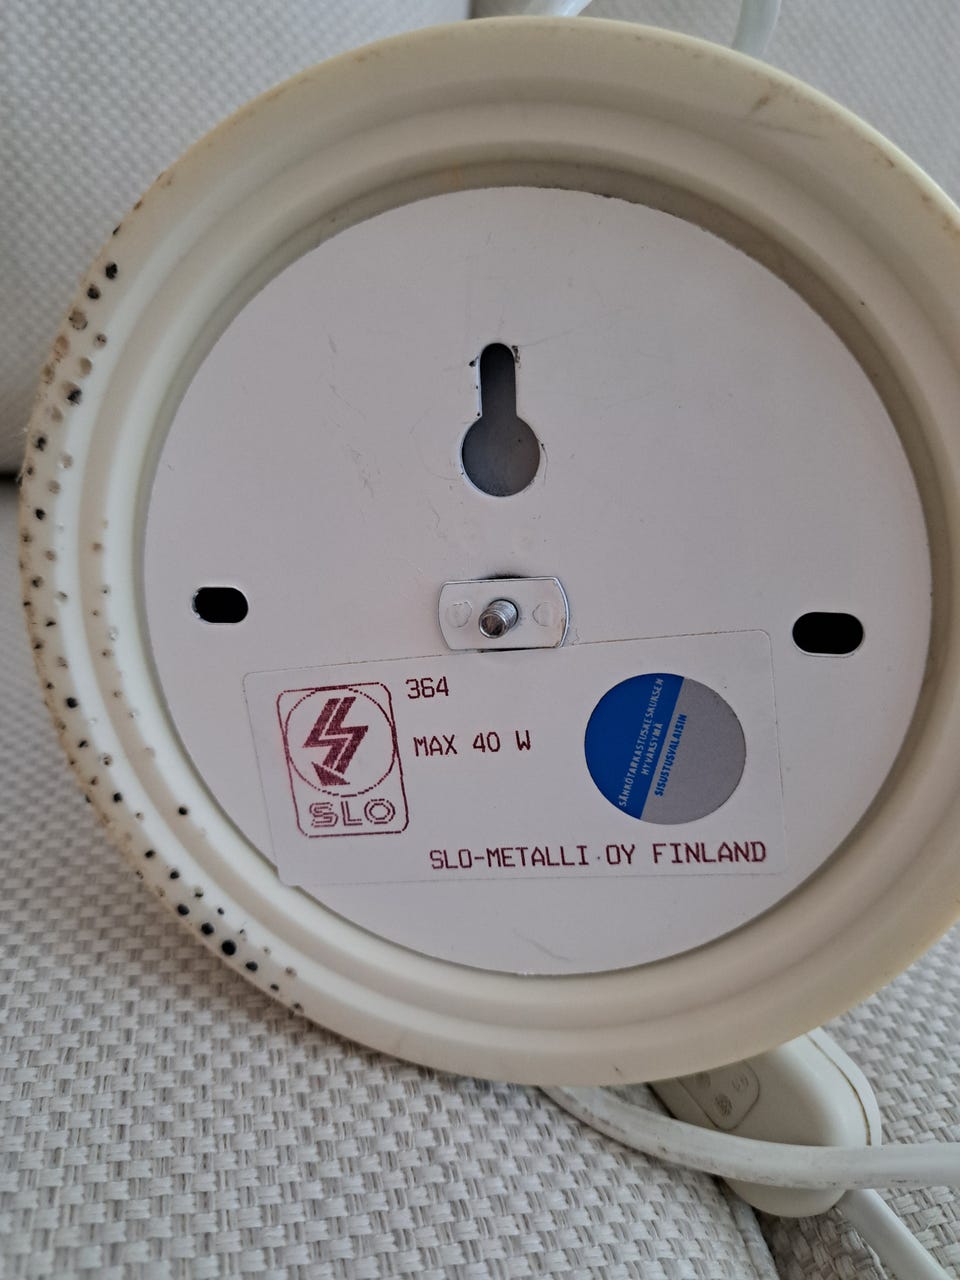 364
MAX 40 W
SLO
SÄHKÖTARKASTUSKESKUKSEN
HYVÄKSYMÄ
SISUSTUSVALAISIN
SLO-METALLI OY FINLAND